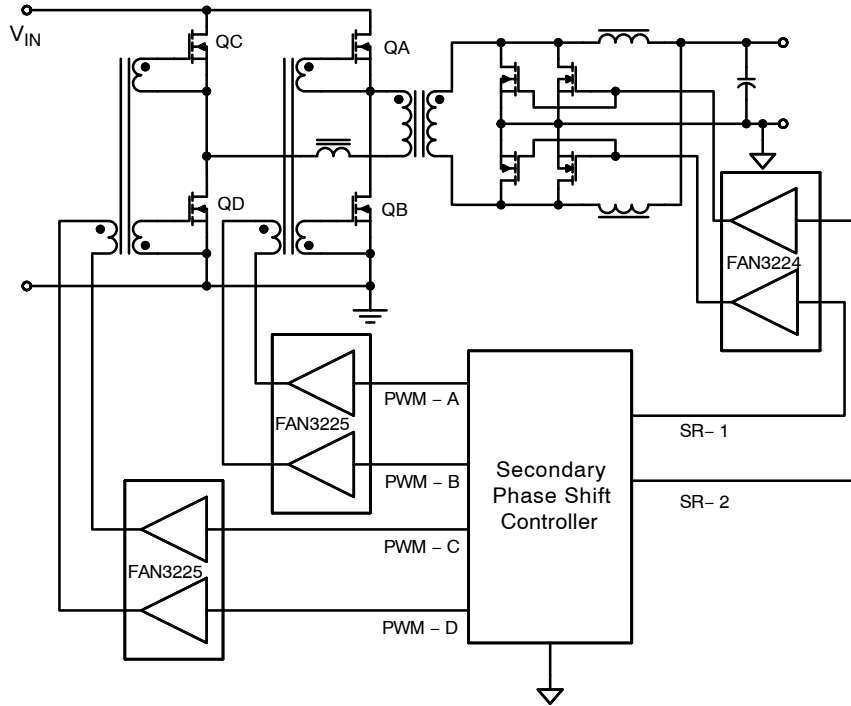 V_IN
QC
QA
QD
QB
FAN3224
FAN3225
PWM – A
PWM – B
SR– 1
SR– 2
Secondary
Phase Shift
Controller
FAN3225
PWM – C
PWM – D